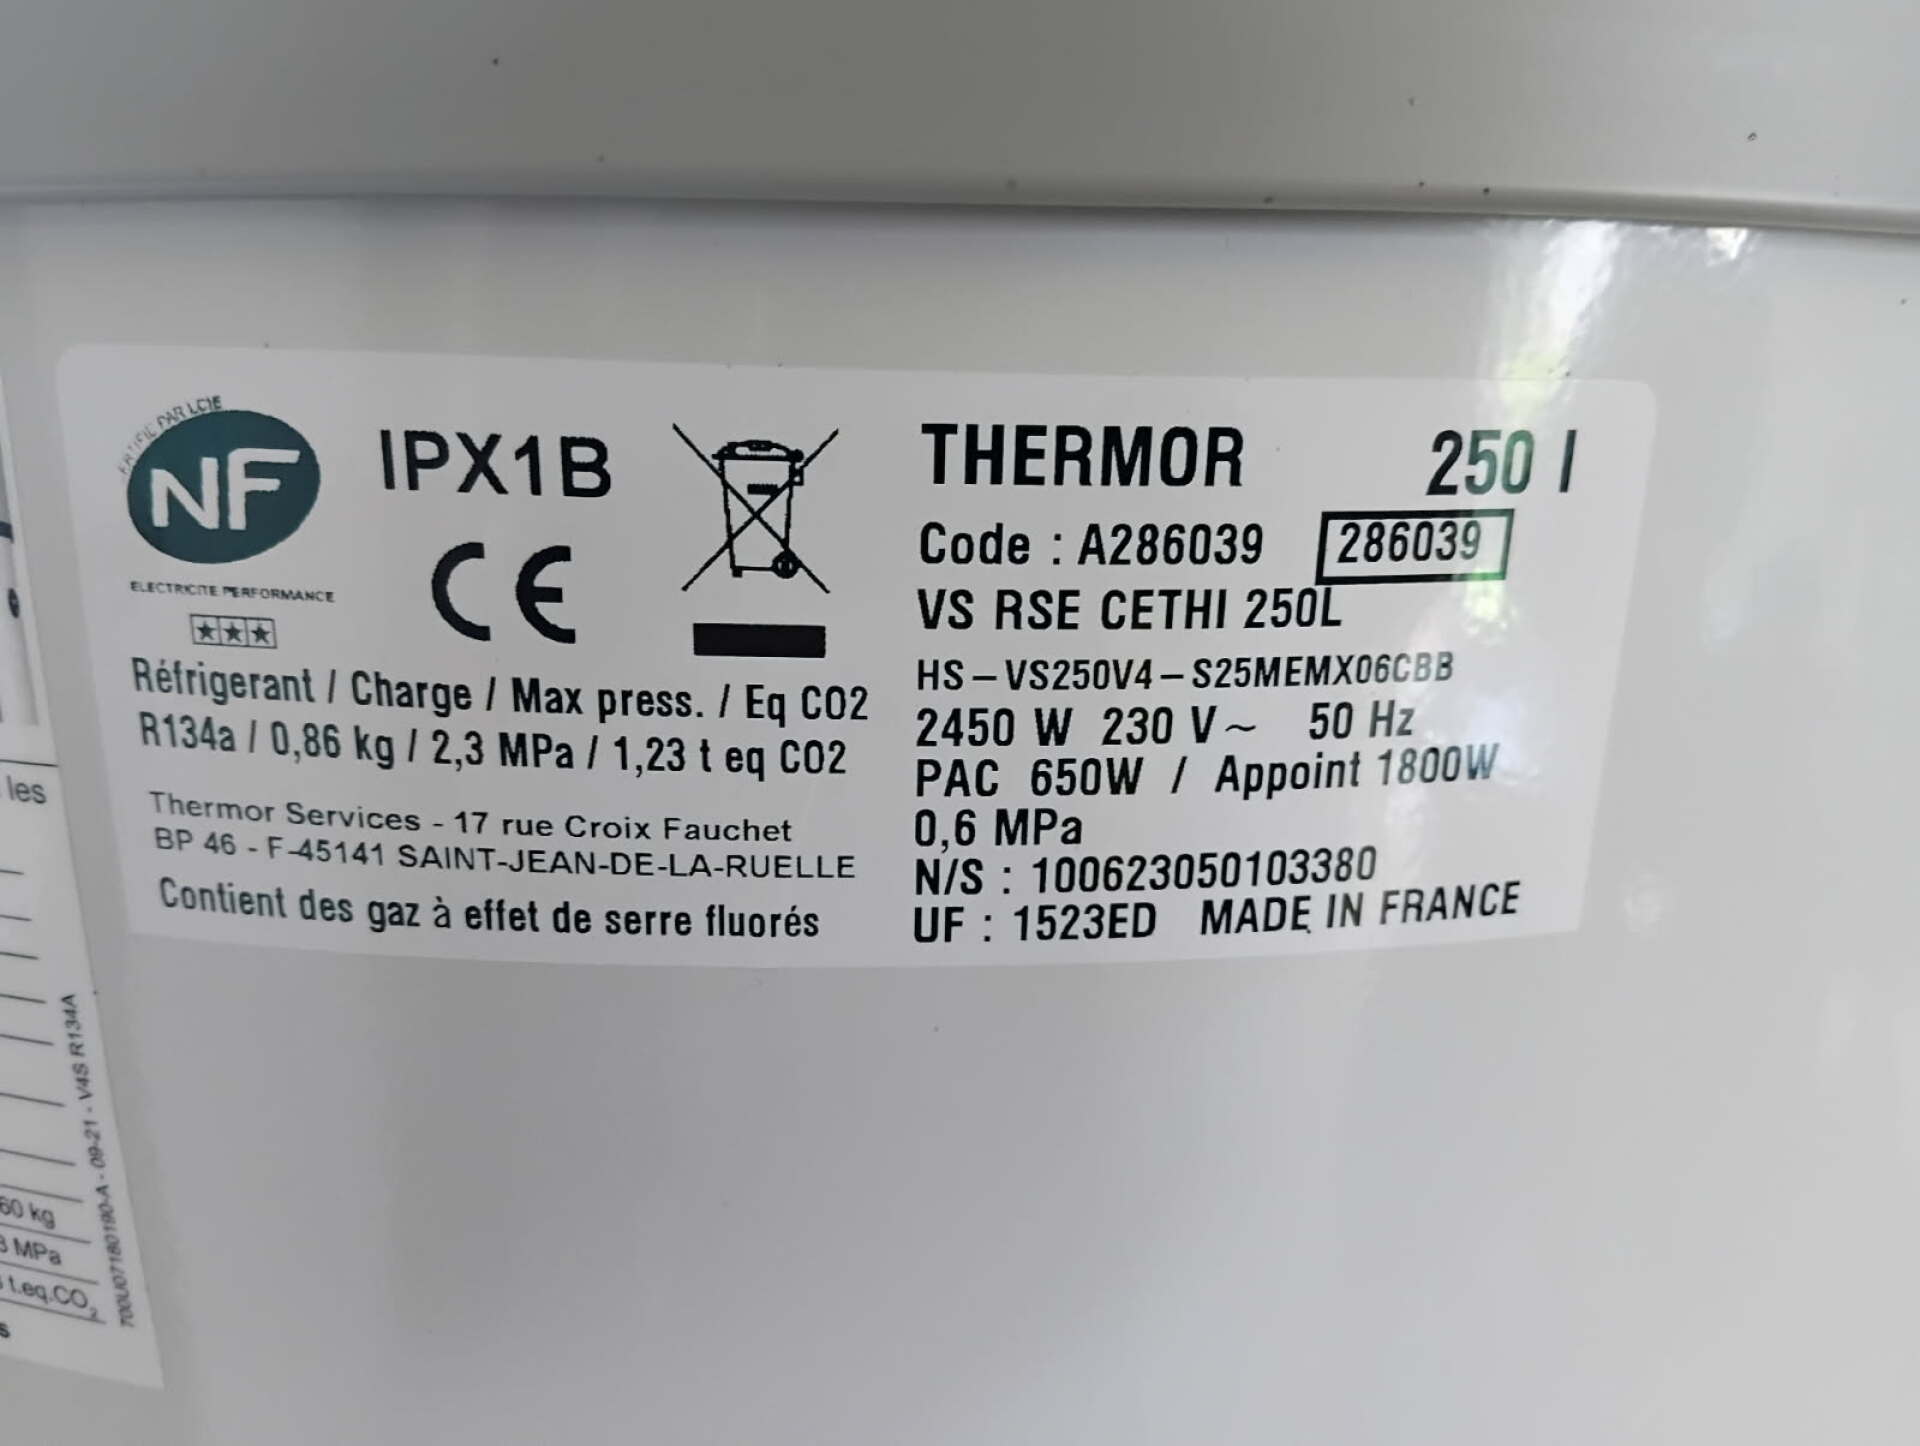 CERTIFIÉ PAR LCIE
NF
ELECTRICITE PERFORMANCE
IPX1B
CE
Réfrigerant / Charge / Max press. / Eq CO2
R134a / 0,86 kg / 2,3 MPa / 1,23 t eq CO2
Thermor Services - 17 rue Croix Fauchet
BP 46 - F-45141 SAINT-JEAN-DE-LA-RUELLE
Contient des gaz à effet de serre fluorés
THERMOR 250 l
Code : A286039 286039
VS RSE CETHI 250L
HS-VS250V4-S25MEMX06CBB
2450 W 230 V~ 50 Hz
PAC 650W / Appoint 1800W
0,6 MPa
N/S : 100623050103380
UF : 1523ED MADE IN FRANCE
les
60 kg
MPa
t.eq.CO2
700U07180190-A - 09-21 - V4S R134A